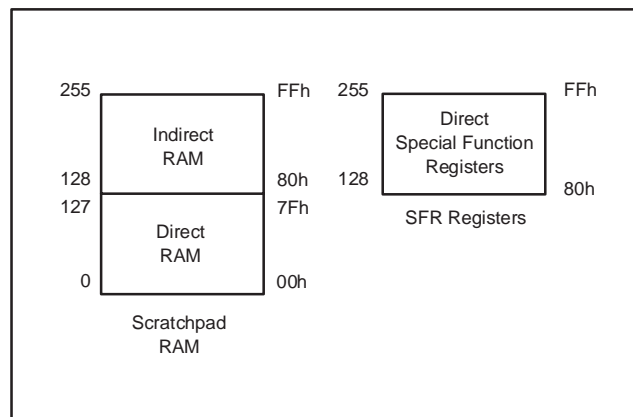 255
FFh
Indirect
RAM
128
80h
127
7Fh
Direct
RAM
0
00h
Scratchpad
RAM
255
FFh
Direct
Special Function
Registers
128
80h
SFR Registers